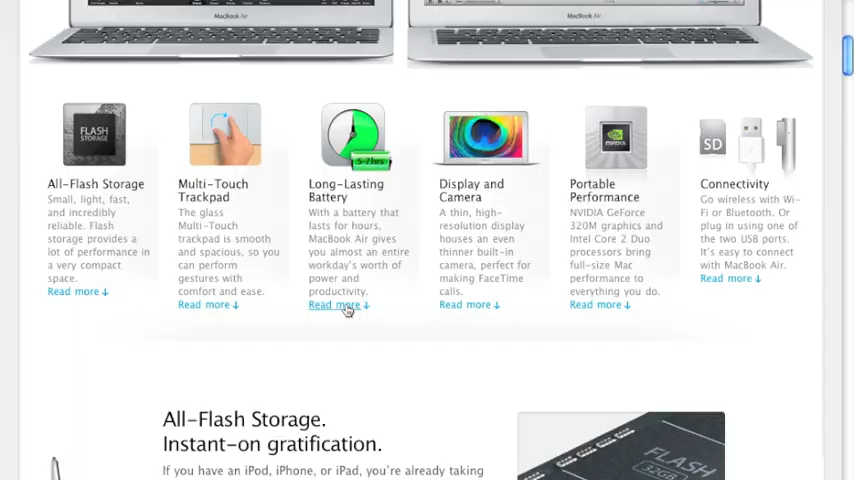 MacBook Air
MacBook Air
FLASH
STORAGE
5-7hrs
NVIDIA
SD
All-Flash Storage
Small, light, fast,
and incredibly
reliable. Flash
storage provides a
lot of performance in
a very compact
space.
Read more ↓
Multi-Touch
Trackpad
The glass
Multi-Touch
trackpad is smooth
and spacious, so you
can perform
gestures with
comfort and ease.
Read more ↓
Long-Lasting
Battery
With a battery that
lasts for hours,
MacBook Air gives
you almost an entire
workday's worth of
power and
productivity.
Read more ↓
Display and
Camera
A thin, high-
resolution display
houses an even
thinner built-in
camera, perfect for
making FaceTime
calls.
Read more ↓
Portable
Performance
NVIDIA GeForce
320M graphics and
Intel Core 2 Duo
processors bring
full-size Mac
performance to
everything you do.
Read more ↓
Connectivity
Go wireless with Wi-
Fi or Bluetooth. Or
plug in using one of
the two USB ports.
It's easy to connect
with MacBook Air.
Read more ↓
All-Flash Storage.
Instant-on gratification.
If you have an iPod, iPhone, or iPad, you're already taking
FLASH
32GB